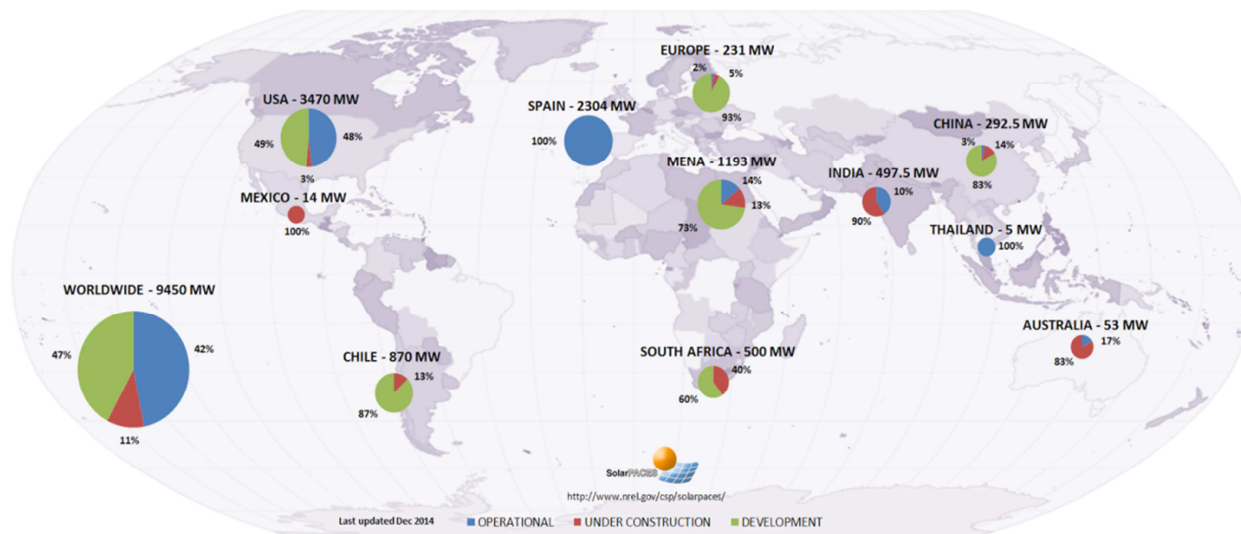 EUROPE - 231 MW
2%
5%
93%
USA - 3470 MW
49%
48%
3%
SPAIN - 2304 MW
100%
CHINA - 292.5 MW
3%
14%
83%
MENA - 1193 MW
14%
13%
73%
INDIA - 497.5 MW
10%
90%
MEXICO - 14 MW
100%
THAILAND - 5 MW
100%
WORLDWIDE - 9450 MW
47%
42%
11%
CHILE - 870 MW
13%
87%
SOUTH AFRICA - 500 MW
40%
60%
AUSTRALIA - 53 MW
17%
83%
SolarPACES
http://www.nrel.gov/csp/solarpaces/
Last updated Dec 2014 OPERATIONAL UNDER CONSTRUCTION DEVELOPMENT